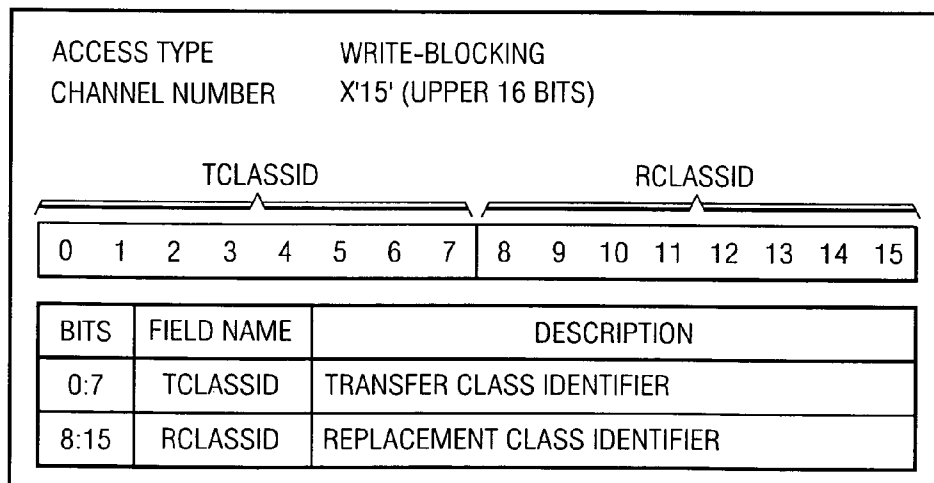 ACCESS TYPE WRITE-BLOCKING
CHANNEL NUMBER X'15' (UPPER 16 BITS)
TCLASSID RCLASSID
0 1 2 3 4 5 6 7 8 9 10 11 12 13 14 15
BITS FIELD NAME DESCRIPTION
0:7 TCLASSID TRANSFER CLASS IDENTIFIER
8:15 RCLASSID REPLACEMENT CLASS IDENTIFIER